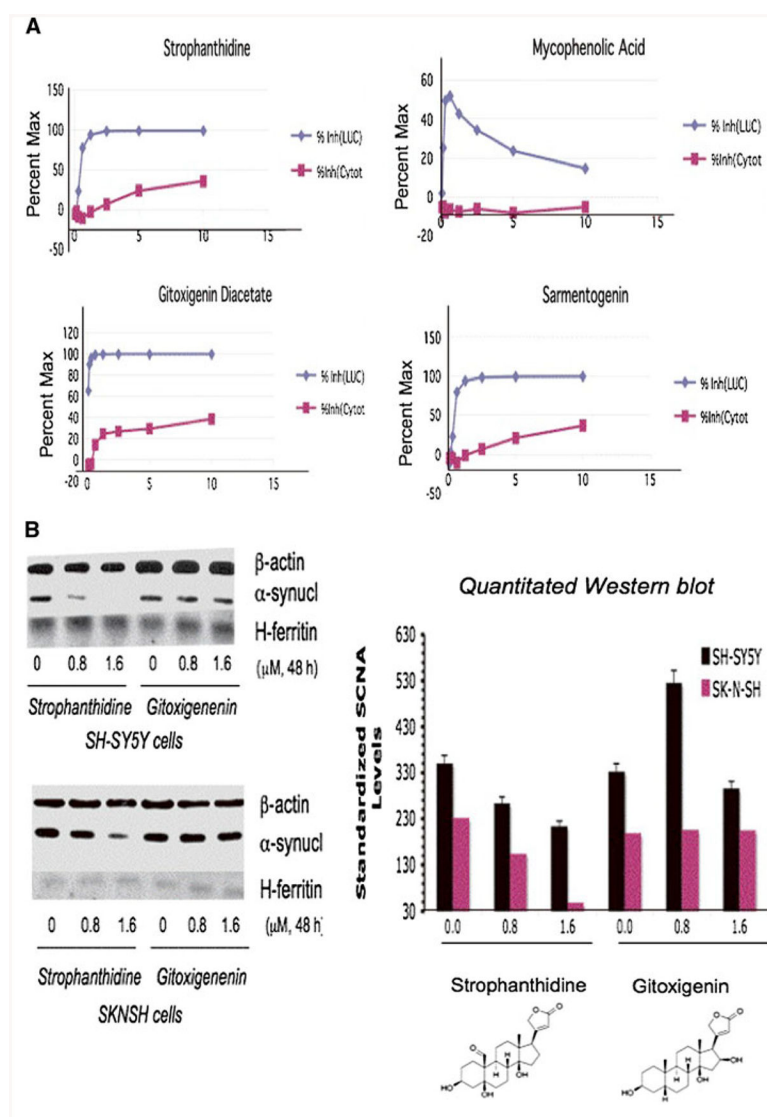 A
Strophanthidine
Percent Max
150
100
50
0
-50
0
5
10
15
% Inh(LUC)
%Inh(Cytot
Mycophenolic Acid
Percent Max
60
40
20
0
-20
0
5
10
15
% Inh(LUC)
%Inh(Cytot
Gitoxigenin Diacetate
Percent Max
120
100
80
60
40
20
0
-20
0
5
10
15
% Inh(LUC)
%Inh(Cytot
Sarmentogenin
Percent Max
150
100
50
0
-50
0
5
10
15
% Inh(LUC)
%Inh(Cytot
B
β-actin
α-synucl
H-ferritin
0 0.8 1.6 0 0.8 1.6 (μM, 48 h)
Strophanthidine Gitoxigenenin
SH-SY5Y cells
β-actin
α-synucl
H-ferritin
0 0.8 1.6 0 0.8 1.6 (μM, 48 h)
Strophanthidine Gitoxigenenin
SKNSH cells
Quantitated Western blot
Standardized SCNA
Levels
630
530
430
330
230
130
30
SH-SY5Y
SK-N-SH
0.0 0.8 1.6 0.0 0.8 1.6
Strophanthidine Gitoxigenin
O
O
O
H
H
OH
HO
OH
O
O
H
H
OH
OH
HO
H